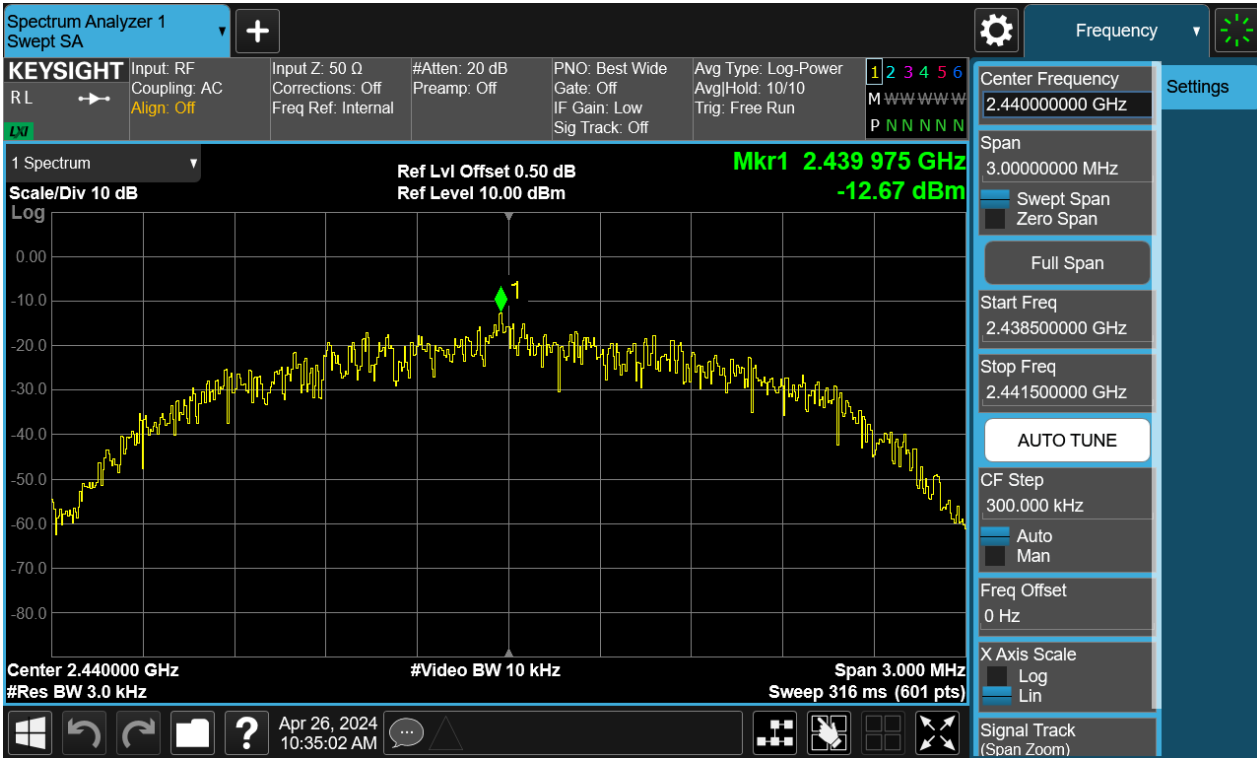 Spectrum Analyzer 1
Swept SA
+
Frequency
KEYSIGHT
R L
LXI
Input: RF
Coupling: AC
Align: Off
Input Z: 50 Ω
Corrections: Off
Freq Ref: Internal
#Atten: 20 dB
Preamp: Off
PNO: Best Wide
Gate: Off
IF Gain: Low
Sig Track: Off
Avg Type: Log-Power
Avg|Hold: 10/10
Trig: Free Run
1 2 3 4 5 6
M W W W W W
P N N N N N
1 Spectrum
Scale/Div 10 dB
Log
Ref Lvl Offset 0.50 dB
Ref Level 10.00 dBm
Mkr1 2.439 975 GHz
-12.67 dBm
1
0.00
-10.0
-20.0
-30.0
-40.0
-50.0
-60.0
-70.0
-80.0
Center 2.440000 GHz
#Video BW 10 kHz
Span 3.000 MHz
#Res BW 3.0 kHz
Sweep 316 ms (601 pts)
Center Frequency
2.440000000 GHz
Settings
Span
3.00000000 MHz
Swept Span
Zero Span
Full Span
Start Freq
2.438500000 GHz
Stop Freq
2.441500000 GHz
AUTO TUNE
CF Step
300.000 kHz
Auto
Man
Freq Offset
0 Hz
X Axis Scale
Log
Lin
Signal Track
(Span Zoom)
?
Apr 26, 2024
10:35:02 AM